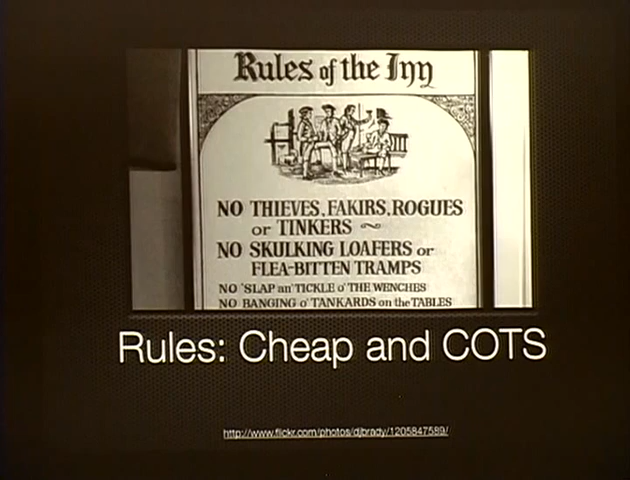 Rules of the Inn
NO THIEVES, FAKIRS, ROGUES
or TINKERS
NO SKULKING LOAFERS or
FLEA-BITTEN TRAMPS
NO 'SLAP an' TICKLE o' THE WENCHES
NO BANGING o' TANKARDS on the TABLES
Rules: Cheap and COTS
http://www.flickr.com/photos/djbrady/1205847589/